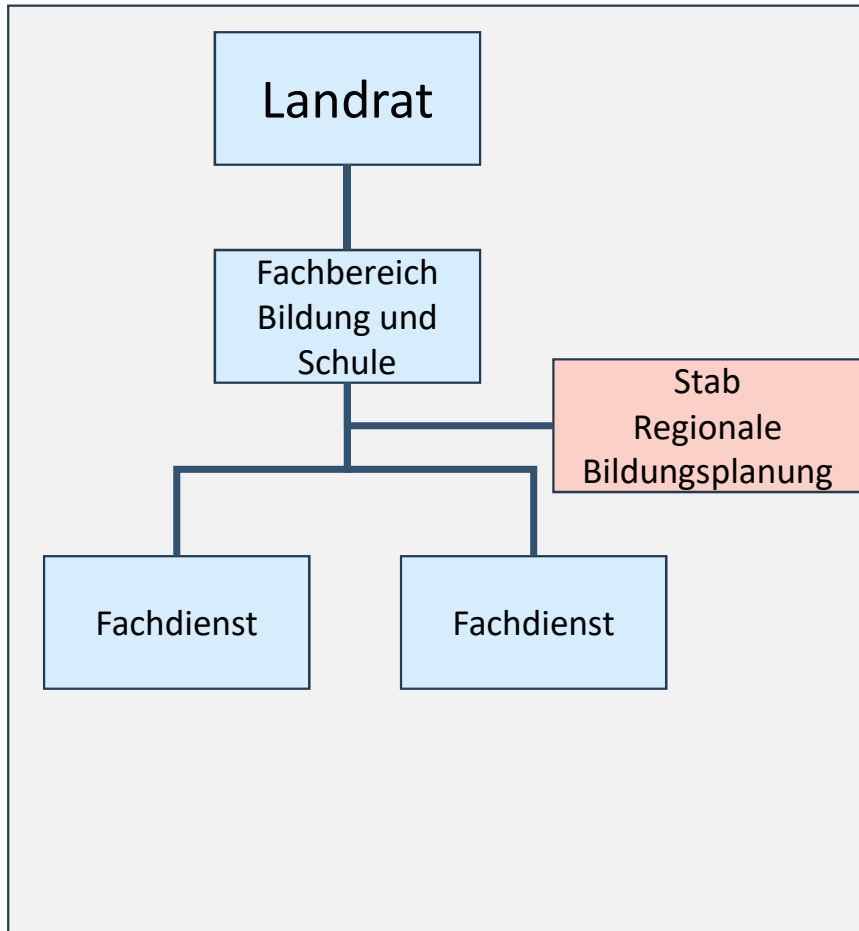 Landrat
Fachbereich
Bildung und
Schule
Stab
Regionale
Bildungsplanung
Fachdienst
Fachdienst